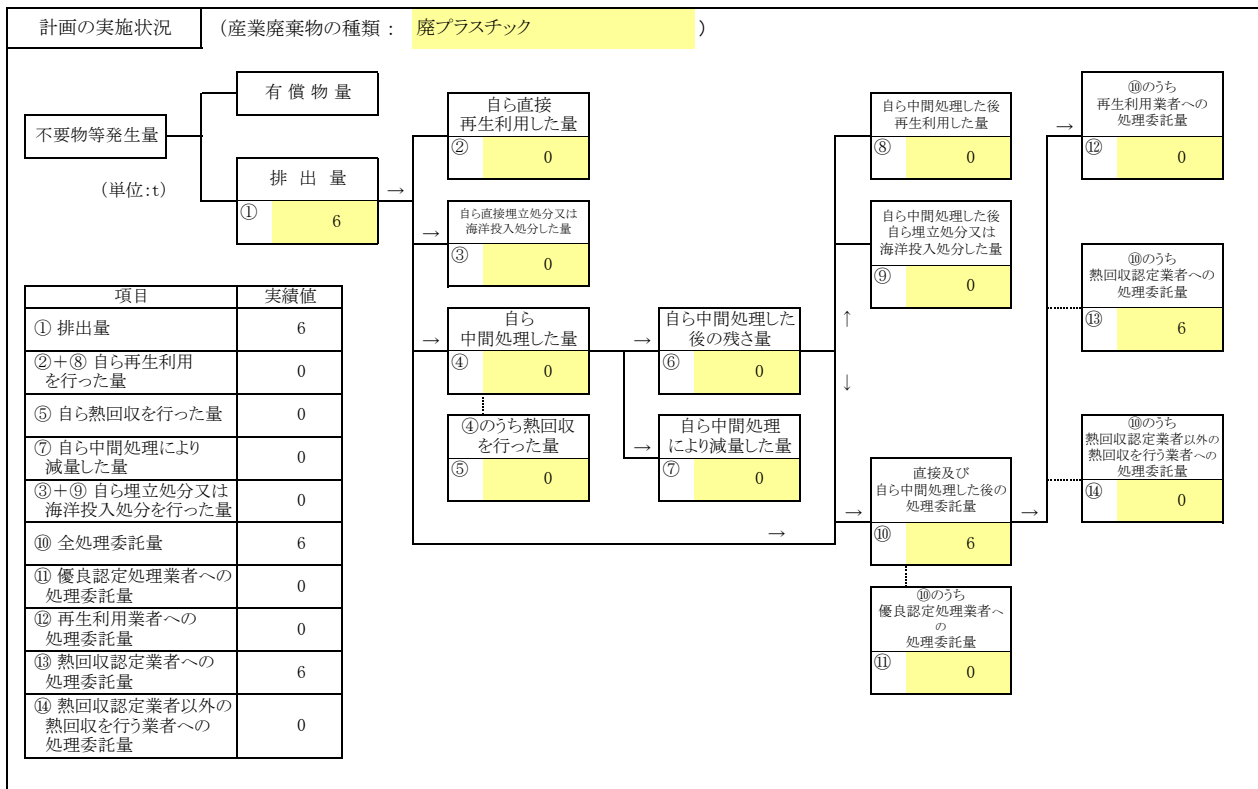 計画の実施状況
（産業廃棄物の種類： 廃プラスチック ）
不要物等発生量
（単位:t）
有 償 物 量
排 出 量
→
① 6
自ら直接
再生利用した量
② 0
→
自ら直接埋立処分又は
海洋投入処分した量
③ 0
→
自ら
中間処理した量
④ 0
④のうち熱回収
を行った量
⑤ 0
→
自ら中間処理した
後の残さ量
⑥ 0
→
自ら中間処理
により減量した量
⑦ 0
→
自ら中間処理した後
再生利用した量
⑧ 0
自ら中間処理した後
自ら埋立処分又は
海洋投入処分した量
⑨ 0
↑
↓
→
直接及び
自ら中間処理した後の
処理委託量
⑩ 6
⑩のうち
優良認定処理業者へ
の
処理委託量
⑪ 0
→
→
⑩のうち
再生利用業者への
処理委託量
⑫ 0
⑩のうち
熱回収認定業者への
処理委託量
⑬ 6
⑩のうち
熱回収認定業者以外の
熱回収を行う業者への
処理委託量
⑭ 0
項目 実績値
① 排出量 6
②＋⑧ 自ら再生利用
を行った量 0
⑤ 自ら熱回収を行った量 0
⑦ 自ら中間処理により
減量した量 0
③＋⑨ 自ら埋立処分又は
海洋投入処分を行った量 0
⑩ 全処理委託量 6
⑪ 優良認定処理業者への
処理委託量 0
⑫ 再生利用業者への
処理委託量 0
⑬ 熱回収認定業者への
処理委託量 6
⑭ 熱回収認定業者以外の
熱回収を行う業者への
処理委託量 0